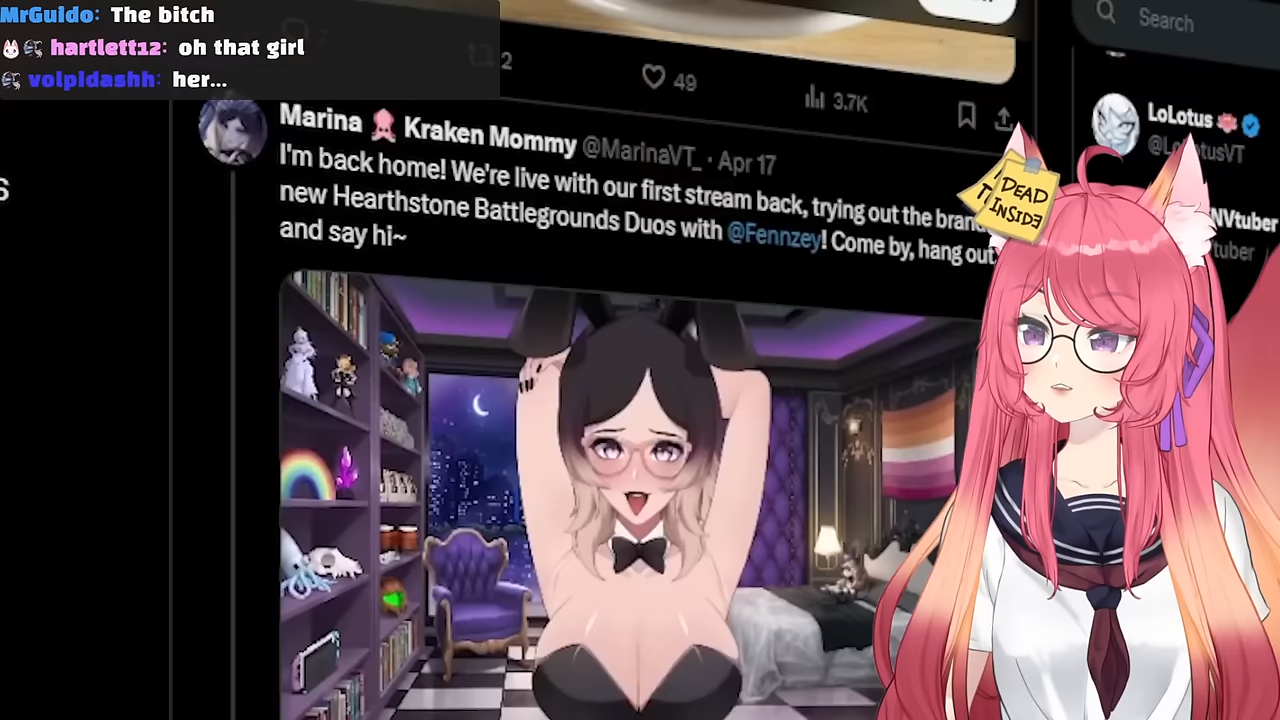 MrGuido: The bitch
hartlett12: oh that girl
volpldashh: her...
2
49
3.7K
Search
Marina Kraken Mommy @MarinaVT_ · Apr 17
I'm back home! We're live with our first stream back, trying out the
new Hearthstone Battlegrounds Duos with @Fennzey! Come by, hang out
and say hi~
LoLotus
DEAD
INSIDE